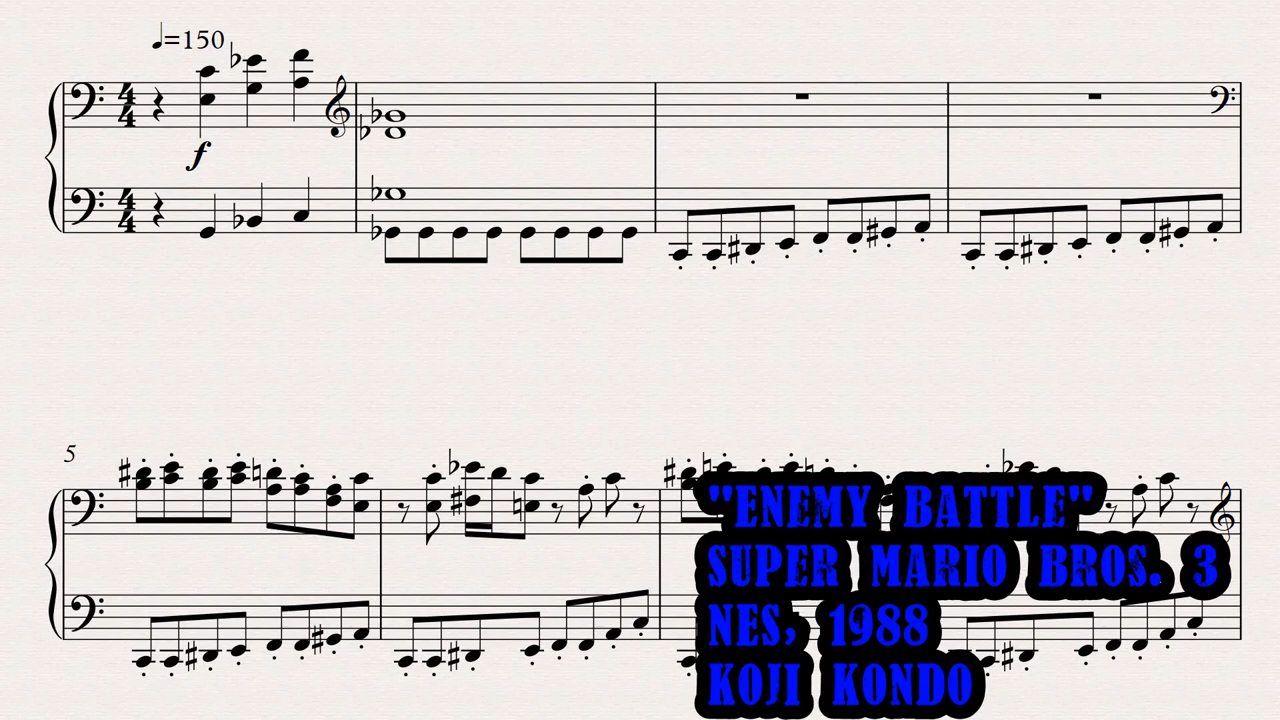 =150
f
5
"ENEMY BATTLE"
SUPER MARIO BROS. 3
NES, 1988
KOJI KONDO